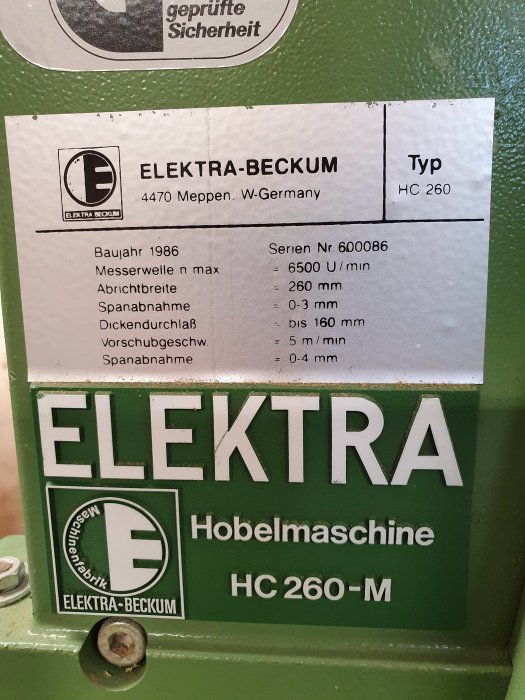 geprüfte
Sicherheit
ELEKTRA-BECKUM
4470 Meppen. W-Germany
Typ
HC 260
ELEKTRA BECKUM
Baujahr 1986
Serien Nr. 600086
Messerwelle n max = 6500 U/min
Abrichtbreite = 260 mm
Spanabnahme = 0-3 mm
Dickendurchlaß = bis 160 mm
Vorschubgeschw. = 5 m/min
Spanabnahme = 0-4 mm
ELEKTRA
Maschinenfabrik
ELEKTRA-BECKUM
Hobelmaschine
HC 260-M